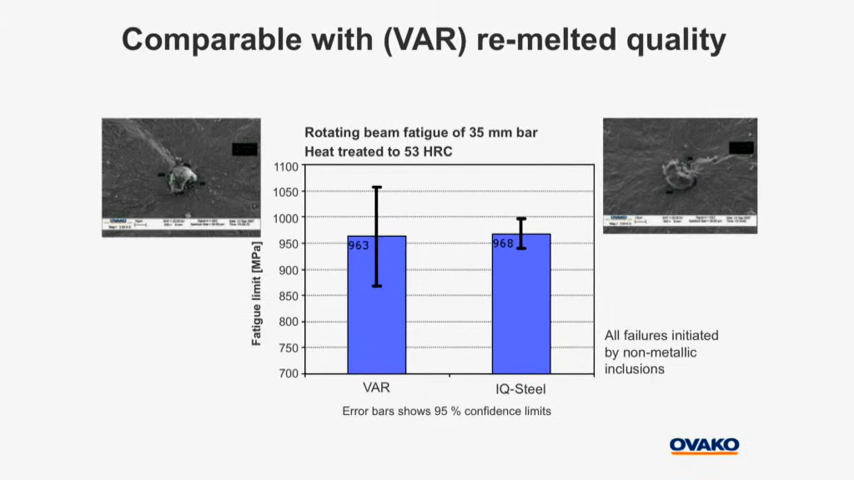 Comparable with (VAR) re-melted quality
Rotating beam fatigue of 35 mm bar
Heat treated to 53 HRC
1100
1050
1000
950
900
850
800
750
700
Fatigue limit [MPa]
963
968
VAR
IQ-Steel
Error bars shows 95 % confidence limits
All failures initiated
by non-metallic
inclusions
OVAKO
OVAKO
OVAKO